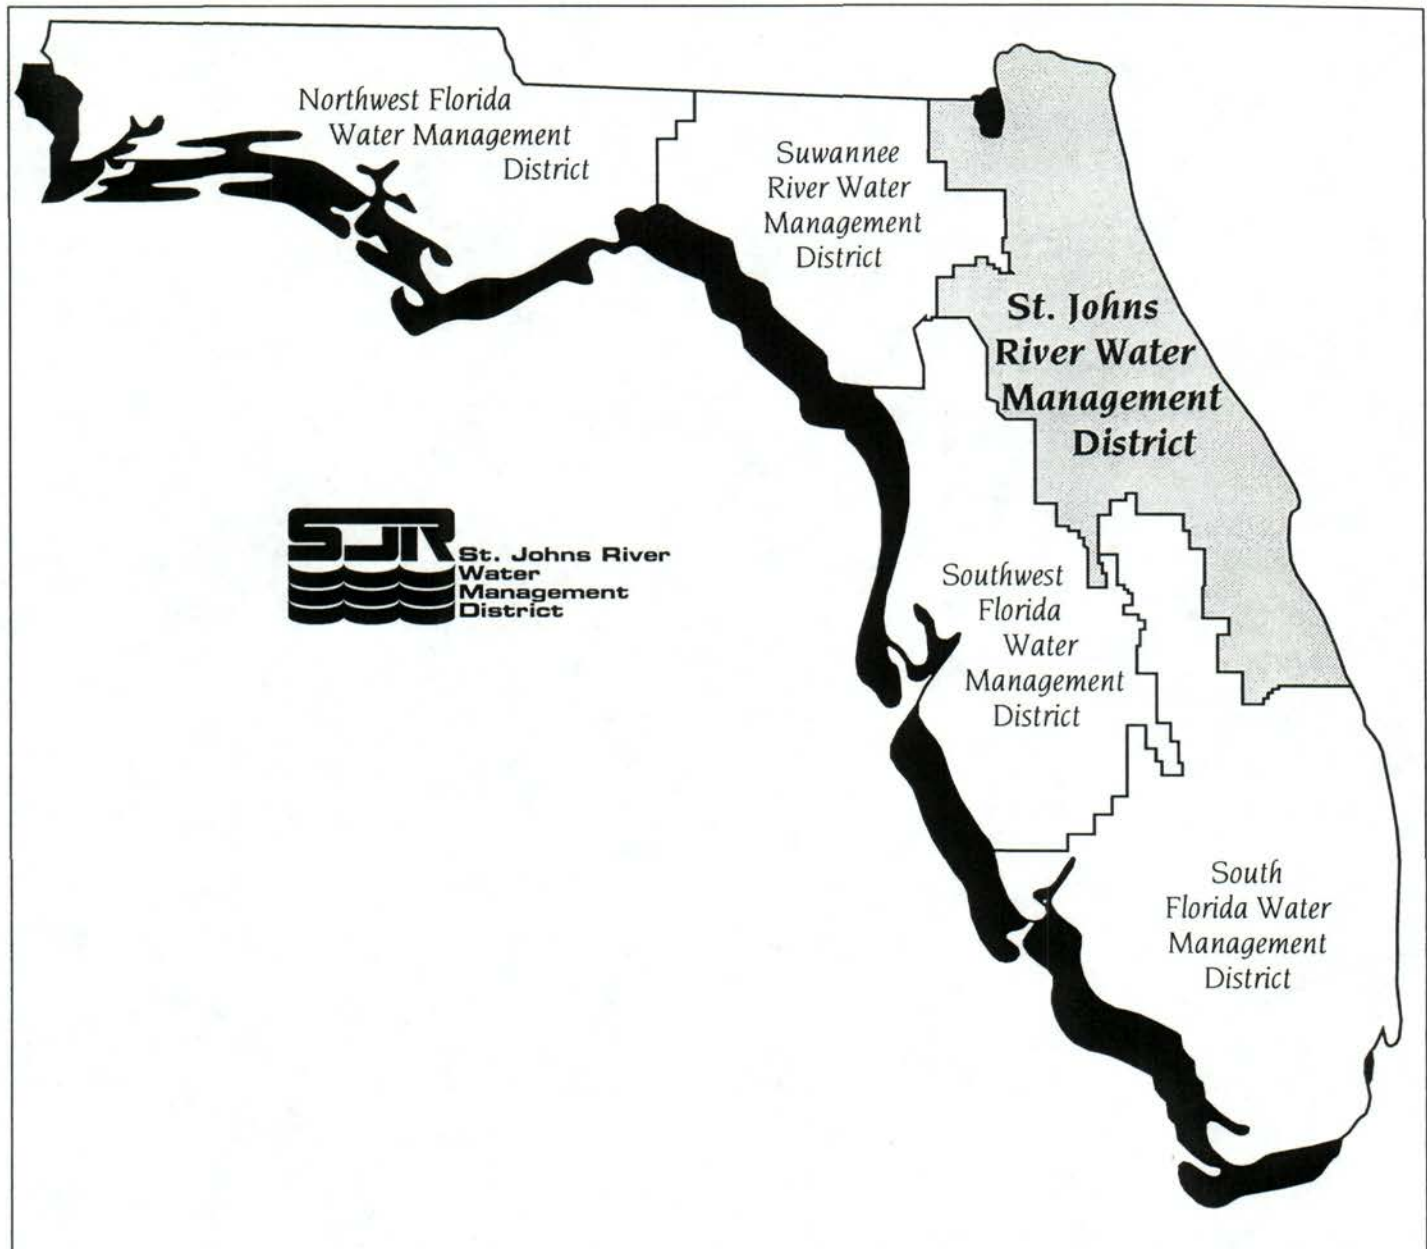 Northwest Florida
Water Management
District
Suwannee
River Water
Management
District
St. Johns
River Water
Management
District
SJR
St. Johns River
Water
Management
District
Southwest
Florida
Water
Management
District
South
Florida Water
Management
District